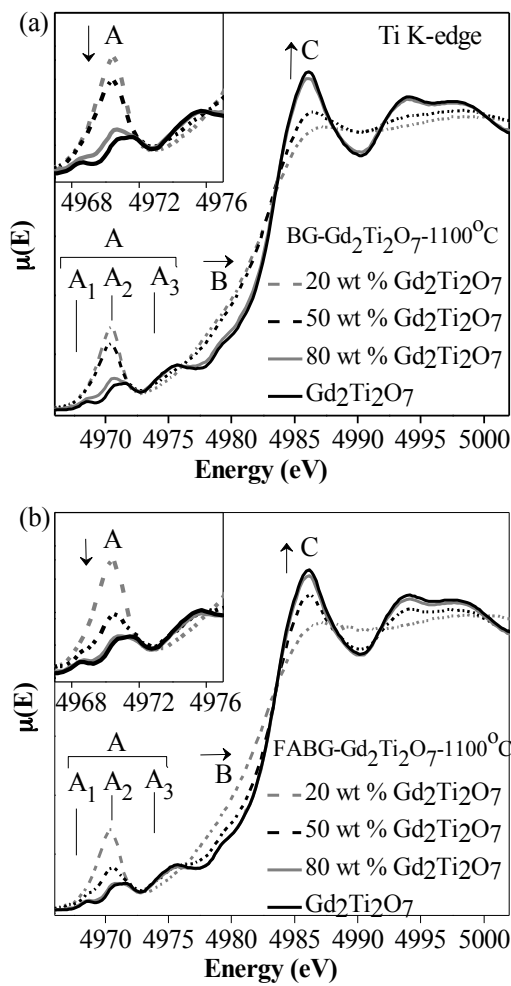 (a)
A
Ti K-edge
C
4968 4972 4976
A
A₁ A₂ A₃
B
BG-Gd₂Ti₂O₇-1100°C
20 wt % Gd₂Ti₂O₇
50 wt % Gd₂Ti₂O₇
80 wt % Gd₂Ti₂O₇
Gd₂Ti₂O₇
μ(E)
4970 4975 4980 4985 4990 4995 5000
Energy (eV)
(b)
A
C
4968 4972 4976
A
A₁ A₂ A₃
B
FABG-Gd₂Ti₂O₇-1100°C
20 wt % Gd₂Ti₂O₇
50 wt % Gd₂Ti₂O₇
80 wt % Gd₂Ti₂O₇
Gd₂Ti₂O₇
μ(E)
4970 4975 4980 4985 4990 4995 5000
Energy (eV)